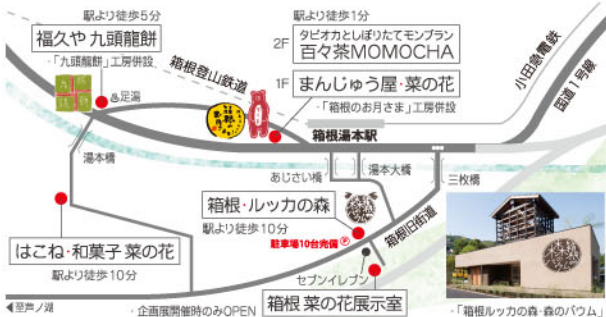 駅より徒歩5分
福久や 九頭龍餅
・「九頭龍餅」工房併設
♨足湯
箱根登山鉄道
駅より徒歩1分
2F
タピオカとしぼりたてモンブラン
百々茶MOMOCHA
1F
まんじゅう屋・菜の花
・「箱根のお月さま」工房併設
小田急電鉄
国道1号線
箱根のお月さま
箱根湯本駅
湯本橋
あじさい橋
湯本大橋
三枚橋
箱根・ルッカの森
駅より徒歩10分
駐車場10台完備 P
箱根旧街道
はこね・和菓子 菜の花
駅より徒歩10分
セブンイレブン
箱根 菜の花展示室
・企画展開催時のみOPEN
◀至芦ノ湖
・「箱根ルッカの森・森のバウム」